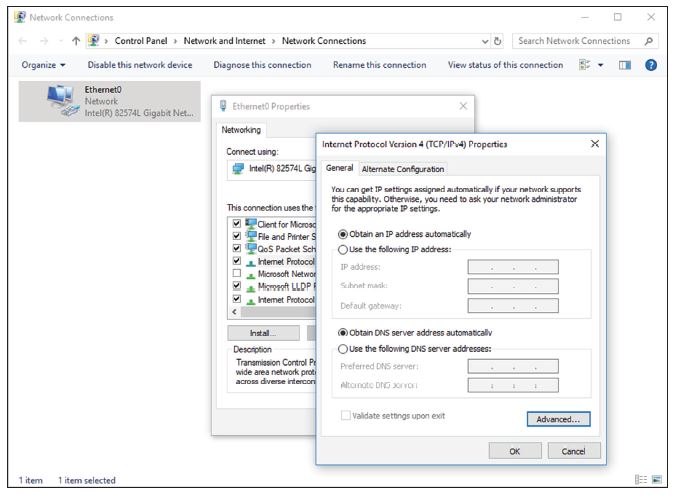 Network Connections
Control Panel > Network and Internet > Network Connections
Search Network Connections
Organize
Disable this network device
Diagnose this connection
Rename this connection
View status of this connection
Ethernet0
Network
Intel(R) 82574L Gigabit Net...
Ethernet0 Properties
Networking
Connect using:
Intel(R) 82574L Gig
This connection uses the
Client for Microso
File and Printer S
QoS Packet Sch
Internet Protocol
Microsoft Networ
Microsoft LLDP
Internet Protocol
Install...
Description
Transmission Control Pr
wide area network prot
across diverse intercon
Internet Protocol Version 4 (TCP/IPv4) Properties
General
Alternate Configuration
You can get IP settings assigned automatically if your network supports
this capability. Otherwise, you need to ask your network administrator
for the appropriate IP settings.
Obtain an IP address automatically
Use the following IP address:
IP address:
Subnet mask:
Default gateway:
Obtain DNS server address automatically
Use the following DNS server addresses:
Preferred DNS server:
Alternate DNS server:
Validate settings upon exit
Advanced...
OK
Cancel
1 item
1 item selected